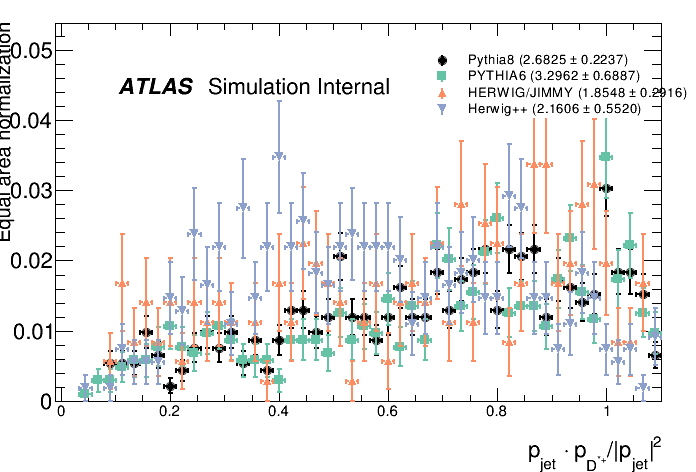 Equal area normalization
0.05
0.04
0.03
0.02
0.01
0
ATLAS Simulation Internal
Pythia8 (2.6825 ± 0.2237)
PYTHIA6 (3.2962 ± 0.6887)
HERWIG/JIMMY (1.8548 ± 0.2916)
Herwig++ (2.1606 ± 0.5520)
0 0.2 0.4 0.6 0.8 1
p_jet · p_D*+/|p_jet|²